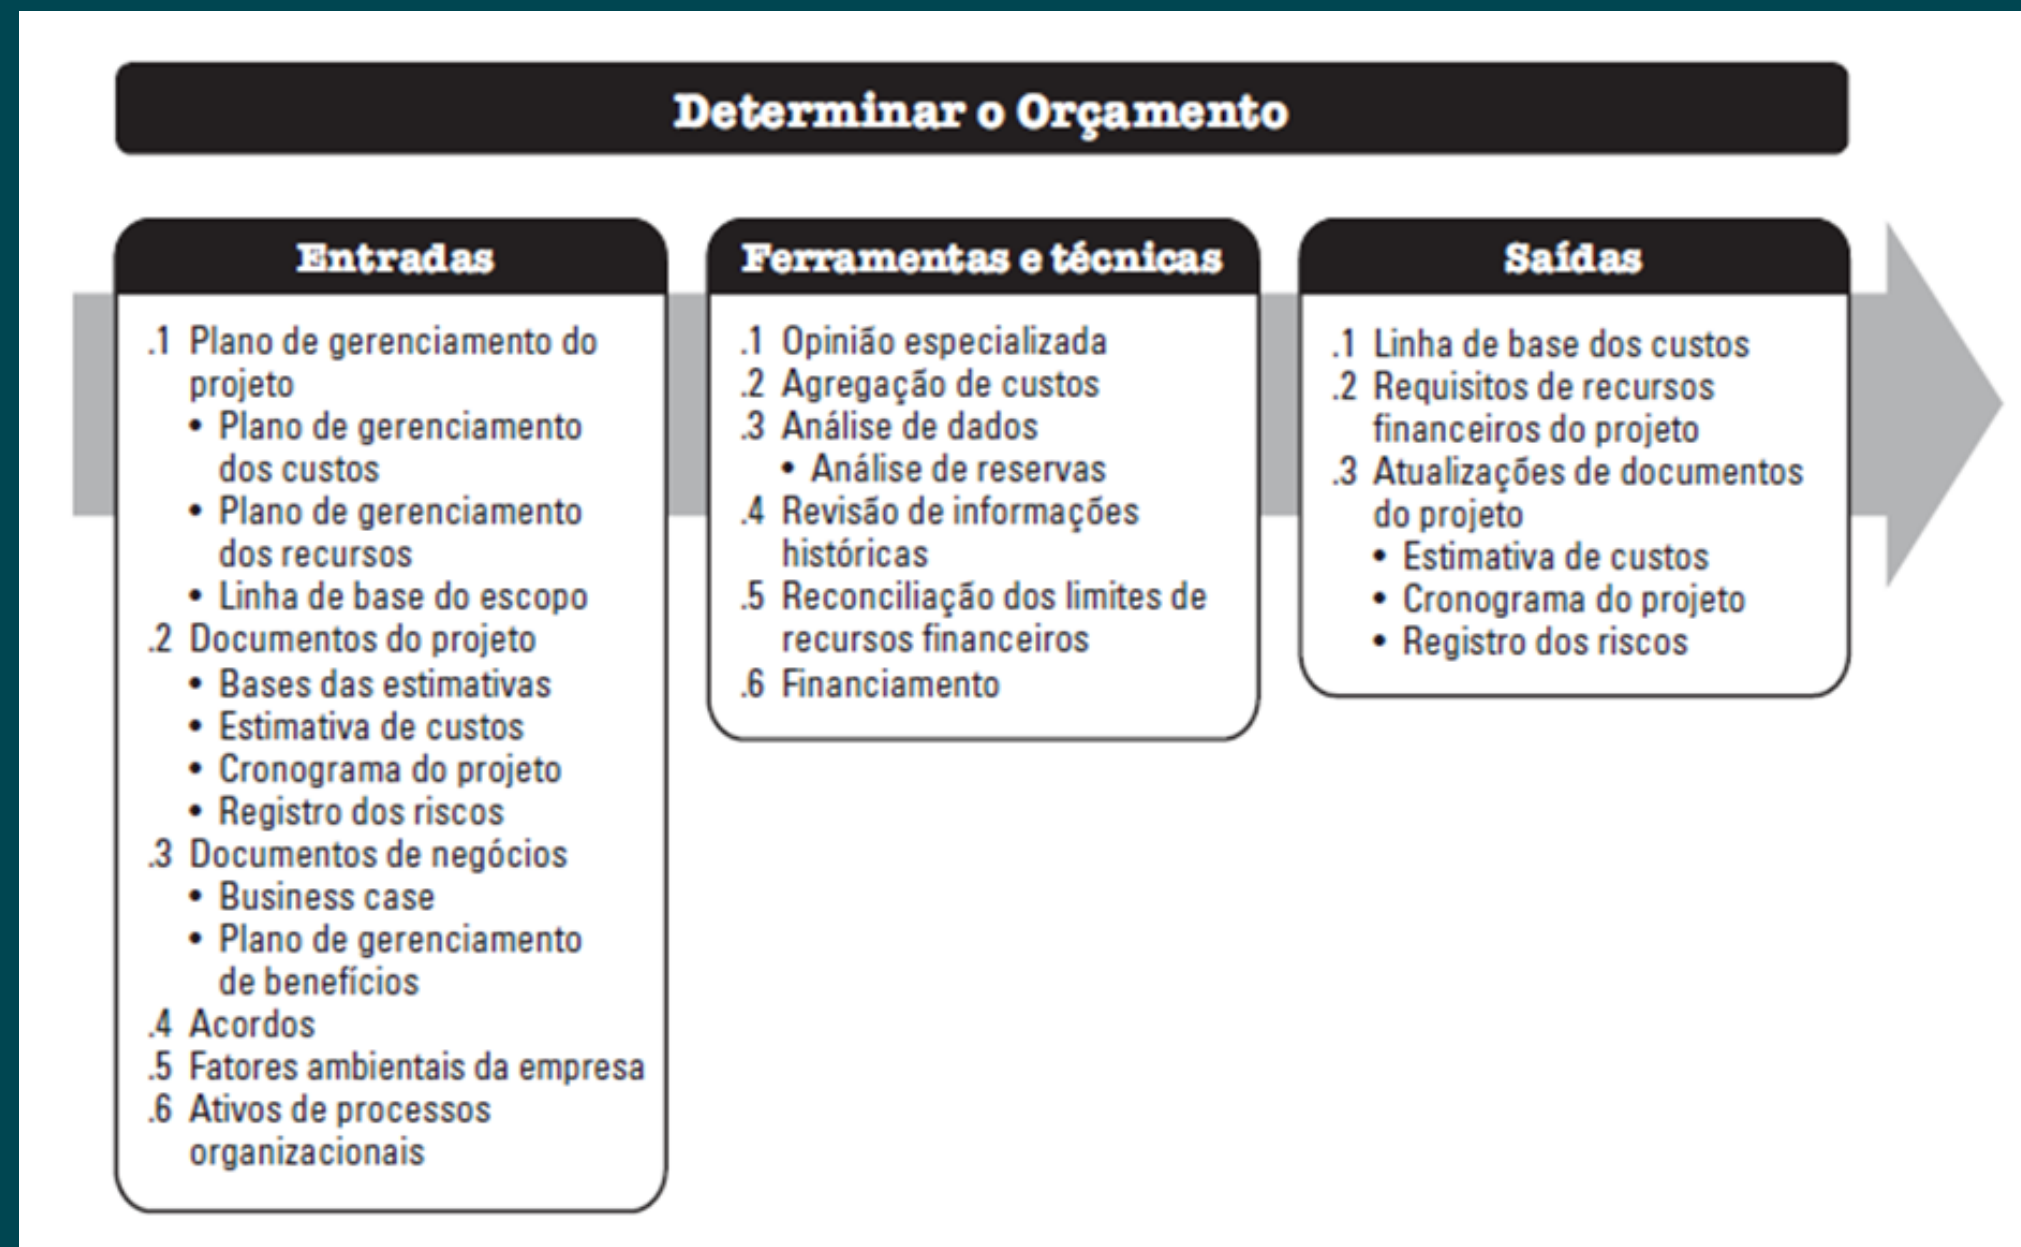 Determinar o Orçamento
Entradas
.1 Plano de gerenciamento do
projeto
• Plano de gerenciamento
dos custos
• Plano de gerenciamento
dos recursos
• Linha de base do escopo
.2 Documentos do projeto
• Bases das estimativas
• Estimativa de custos
• Cronograma do projeto
• Registro dos riscos
.3 Documentos de negócios
• Business case
• Plano de gerenciamento
de benefícios
.4 Acordos
.5 Fatores ambientais da empresa
.6 Ativos de processos
organizacionais
Ferramentas e técnicas
.1 Opinião especializada
.2 Agregação de custos
.3 Análise de dados
• Análise de reservas
.4 Revisão de informações
históricas
.5 Reconciliação dos limites de
recursos financeiros
.6 Financiamento
Saídas
.1 Linha de base dos custos
.2 Requisitos de recursos
financeiros do projeto
.3 Atualizações de documentos
do projeto
• Estimativa de custos
• Cronograma do projeto
• Registro dos riscos